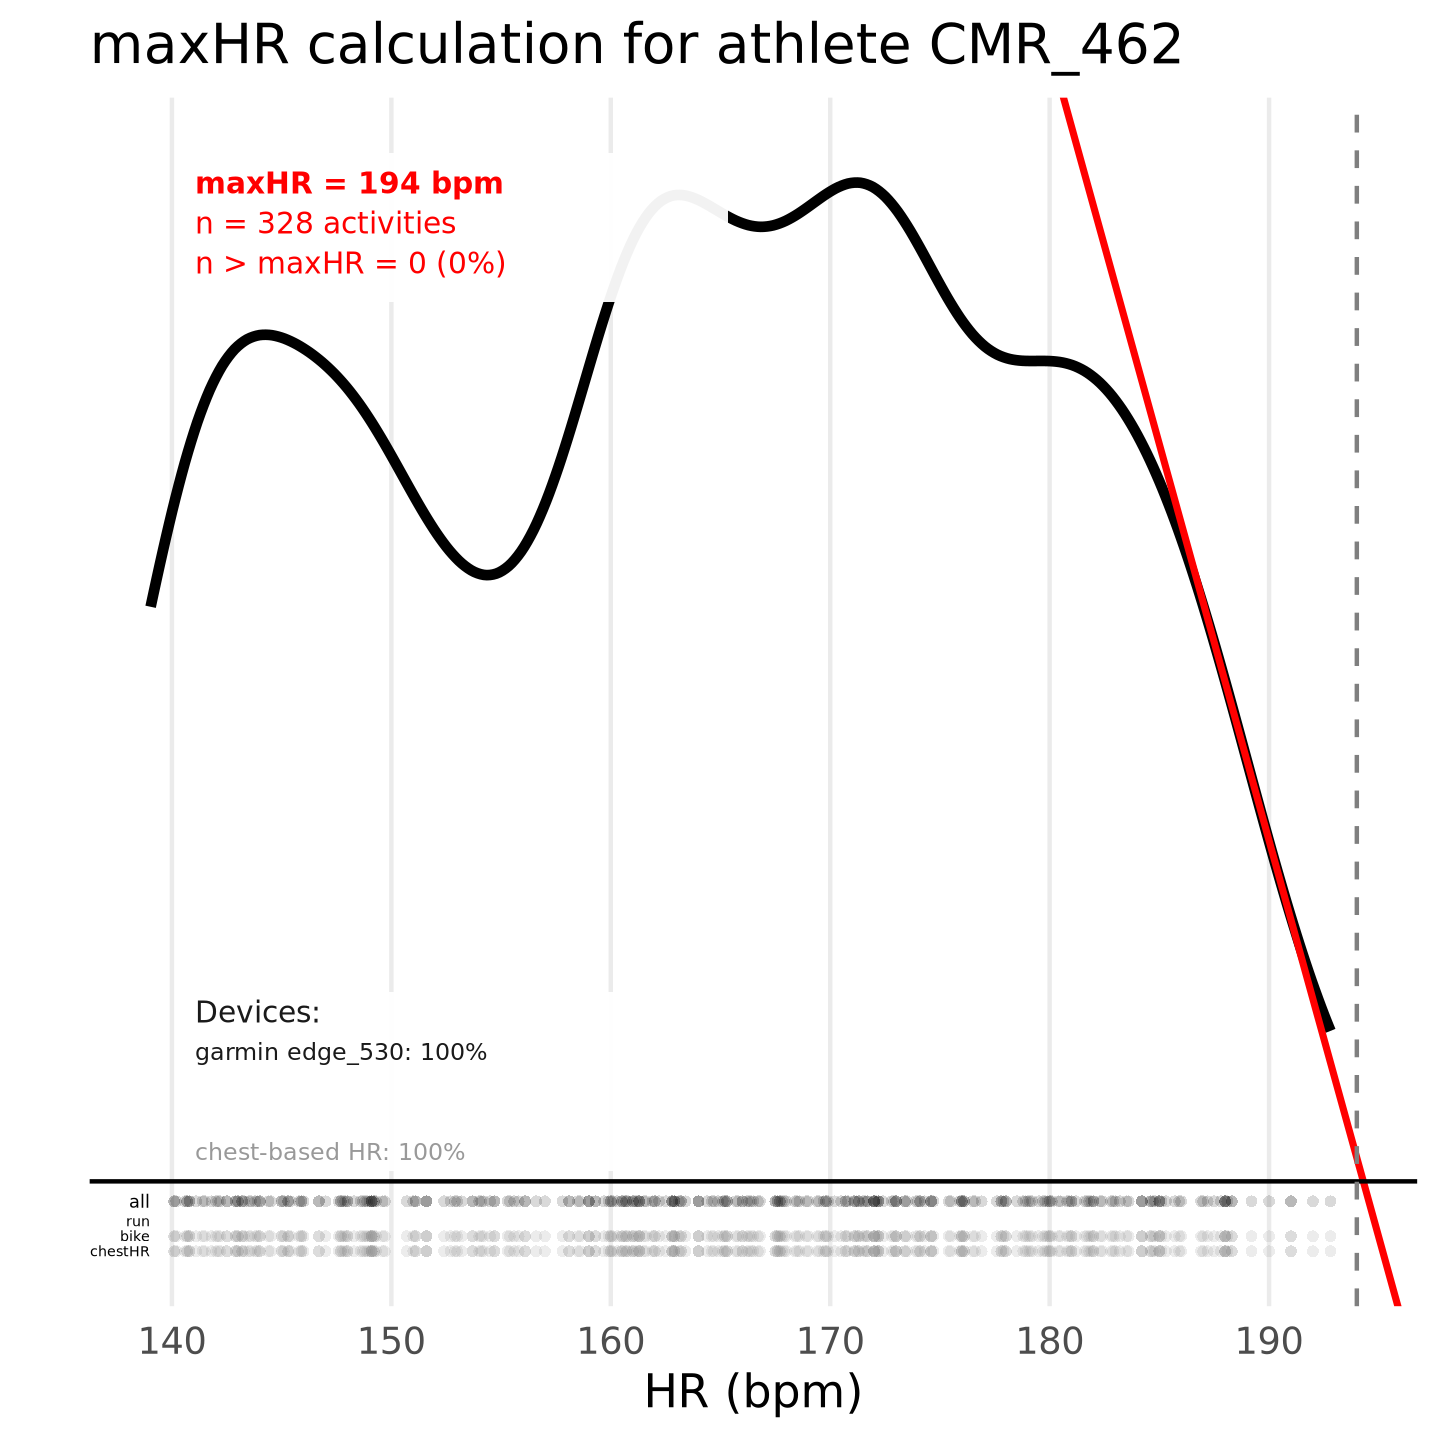 maxHR calculation for athlete CMR_462
maxHR = 194 bpm
n = 328 activities
n > maxHR = 0 (0%)
Devices:
garmin edge_530: 100%
chest-based HR: 100%
all
run
bike
chestHR
140 150 160 170 180 190
HR (bpm)